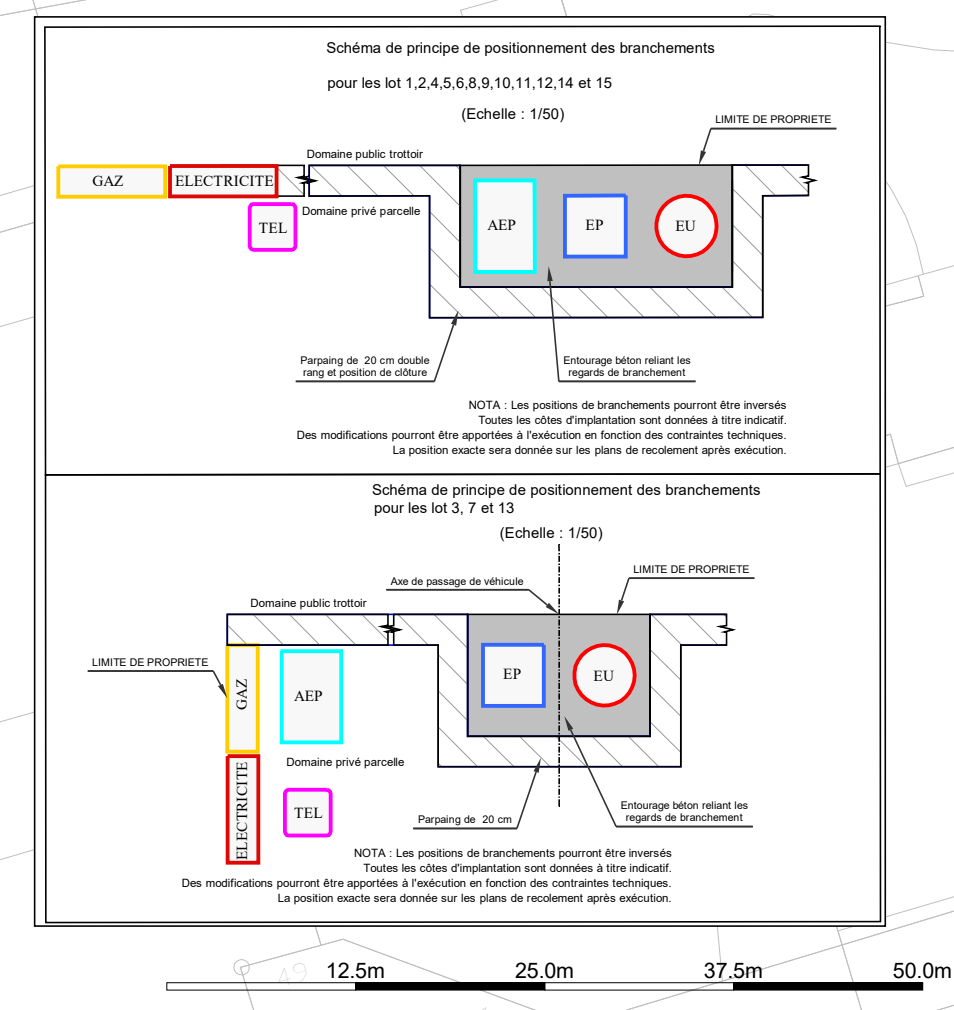 Schéma de principe de positionnement des branchements
pour les lot 1,2,4,5,6,8,9,10,11,12,14 et 15
(Echelle : 1/50)
LIMITE DE PROPRIETE
Domaine public trottoir
GAZ
ELECTRICITE
Domaine privé parcelle
TEL
AEP
EP
EU
Parpaing de 20 cm double
rang et position de clôture
Entourage béton reliant les
regards de branchement
NOTA : Les positions de branchements pourront être inversés
Toutes les côtes d'implantation sont données à titre indicatif.
Des modifications pourront être apportées à l'exécution en fonction des contraintes techniques.
La position exacte sera donnée sur les plans de recolement après exécution.
Schéma de principe de positionnement des branchements
pour les lot 3, 7 et 13
(Echelle : 1/50)
Axe de passage de véhicule
LIMITE DE PROPRIETE
Domaine public trottoir
LIMITE DE PROPRIETE
GAZ
AEP
EP
EU
Domaine privé parcelle
ELECTRICITE
TEL
Parpaing de 20 cm
Entourage béton reliant les
regards de branchement
NOTA : Les positions de branchements pourront être inversés
Toutes les côtes d'implantation sont données à titre indicatif.
Des modifications pourront être apportées à l'exécution en fonction des contraintes techniques.
La position exacte sera donnée sur les plans de recolement après exécution.
49
12.5m
25.0m
37.5m
50.0m